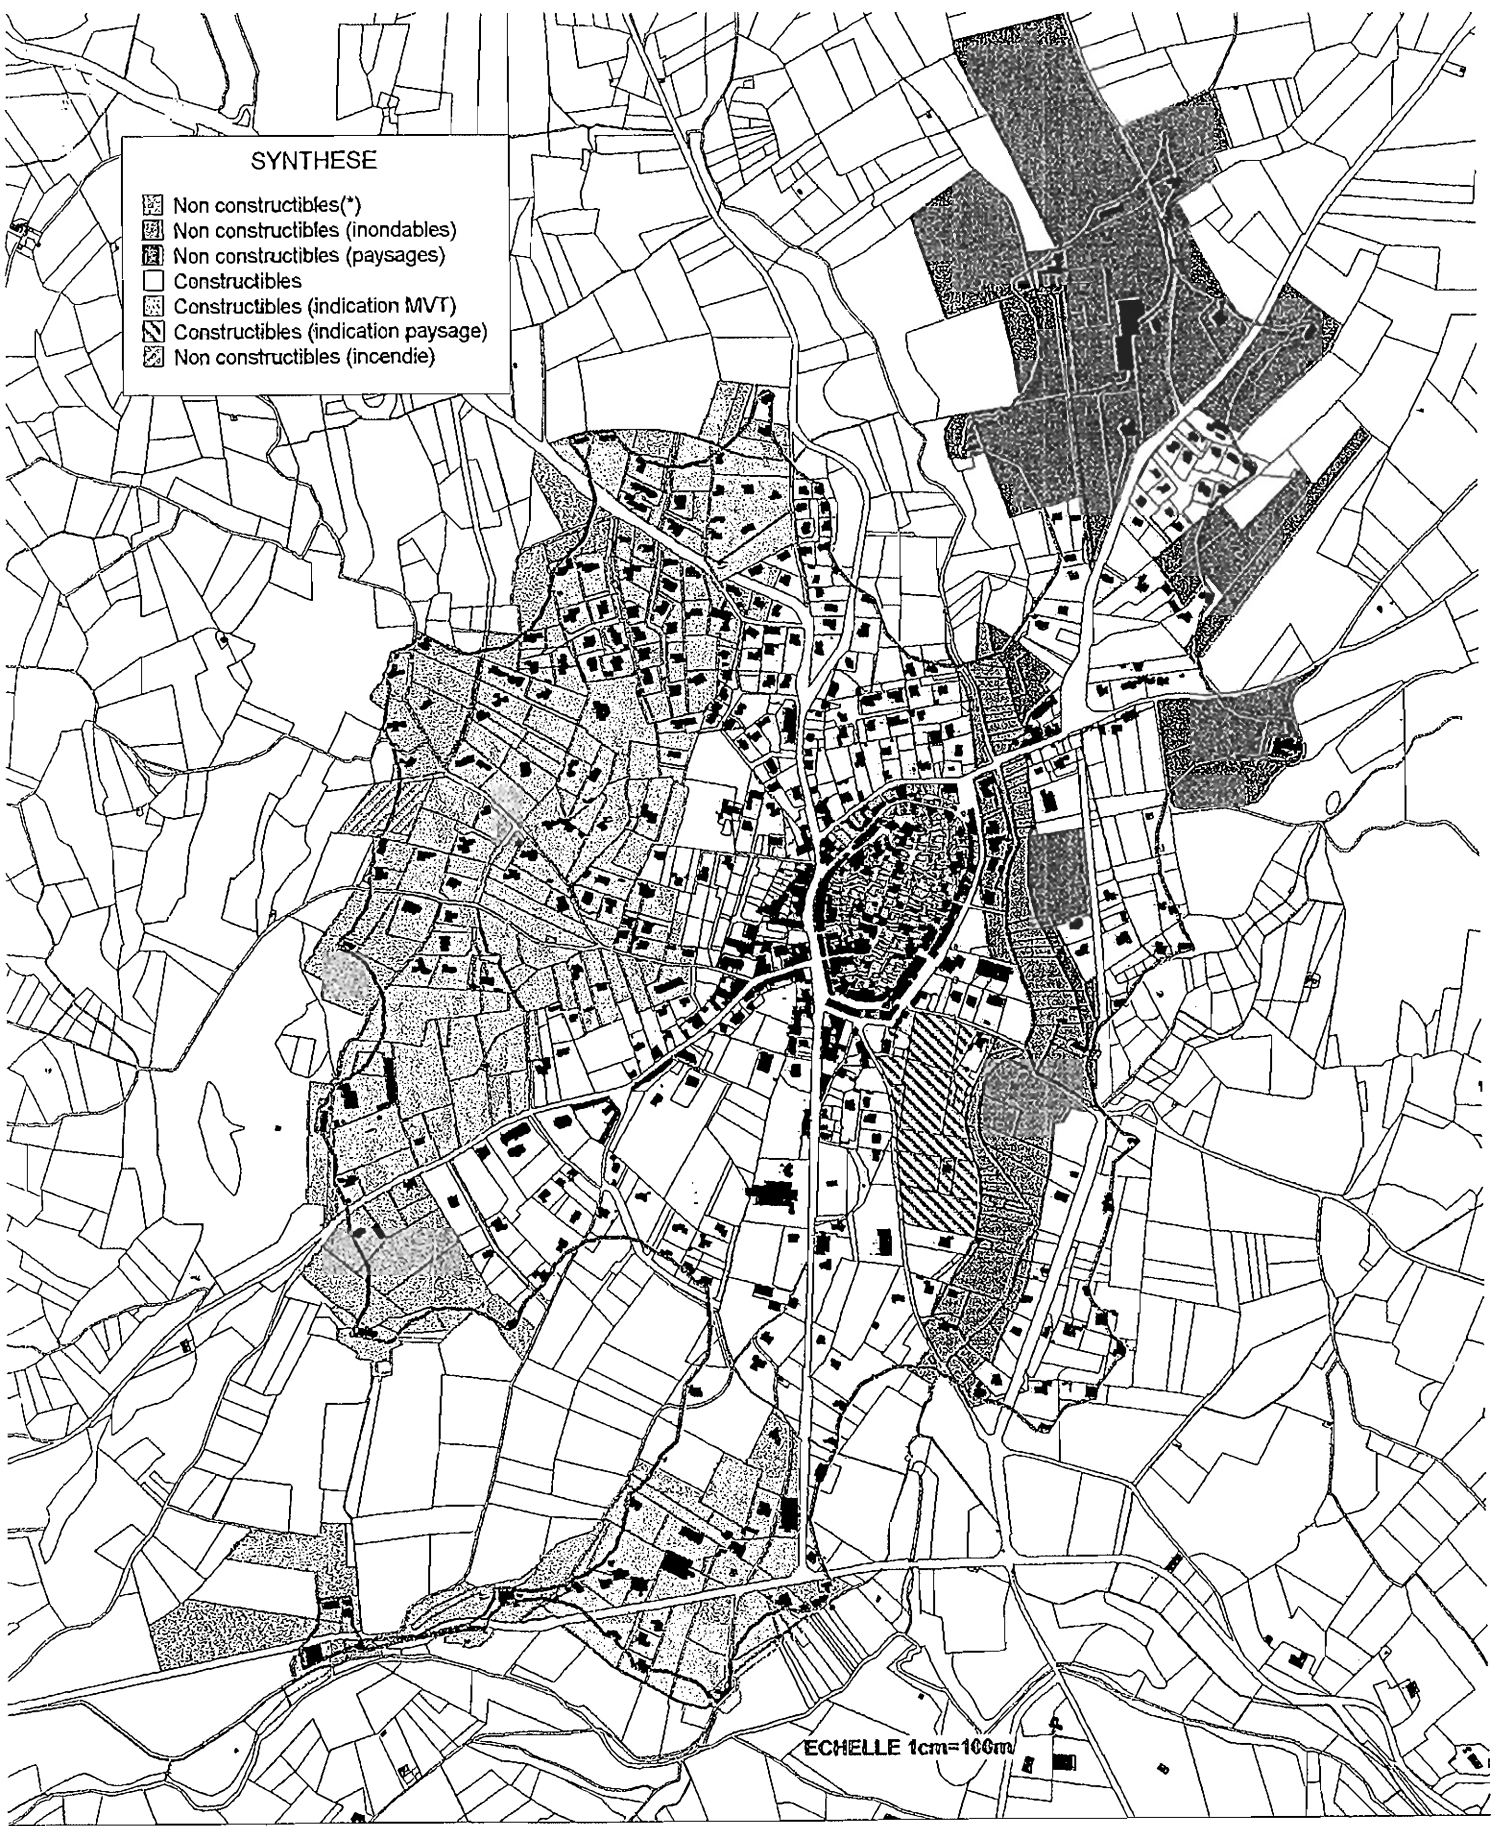 SYNTHESE
Non constructibles(*)
Non constructibles (inondables)
Non constructibles (paysages)
Constructibles
Constructibles (indication MVT)
Constructibles (indication paysage)
Non constructibles (incendie)
ECHELLE 1cm=100m